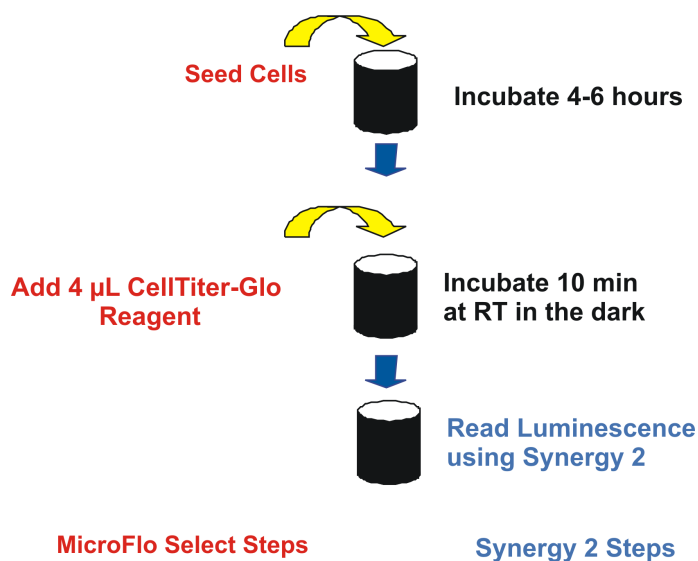 Seed Cells
Incubate 4-6 hours
Add 4 µL CellTiter-Glo
Reagent
Incubate 10 min
at RT in the dark
Read Luminescence
using Synergy 2
MicroFlo Select Steps
Synergy 2 Steps